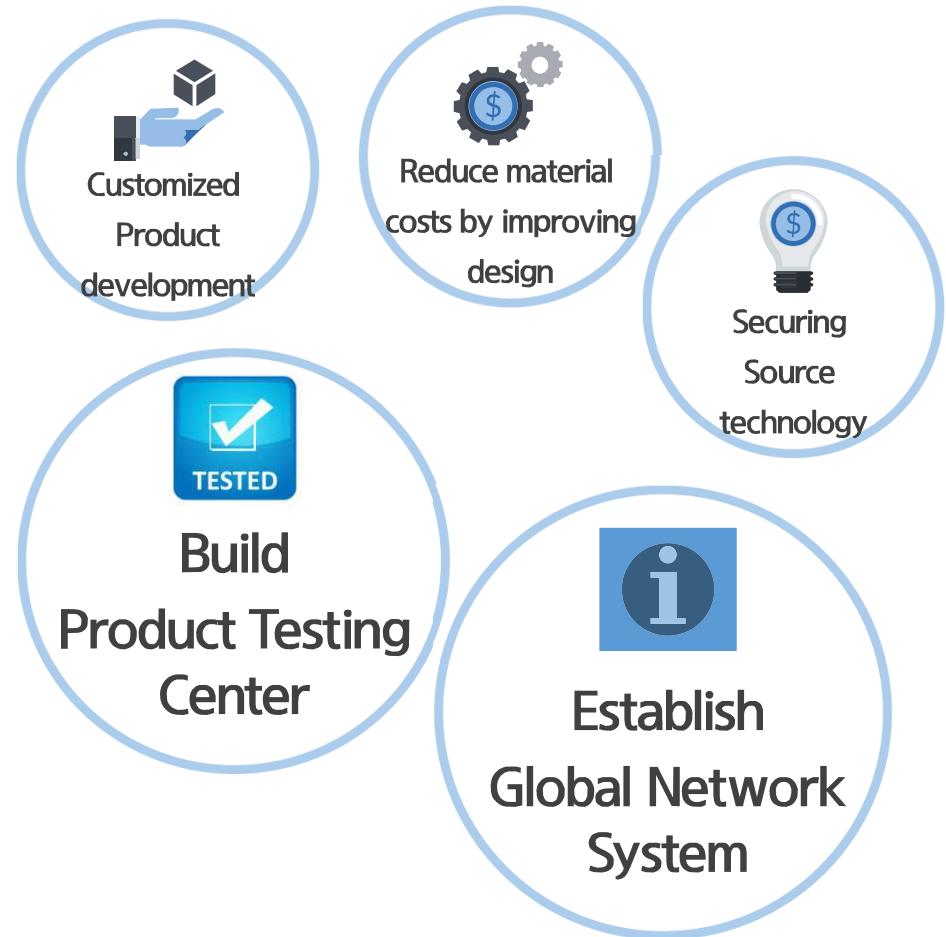 Customized
Product
development
$
Reduce material
costs by improving
design
$
Securing
Source
technology
TESTED
Build
Product Testing
Center
i
Establish
Global Network
System